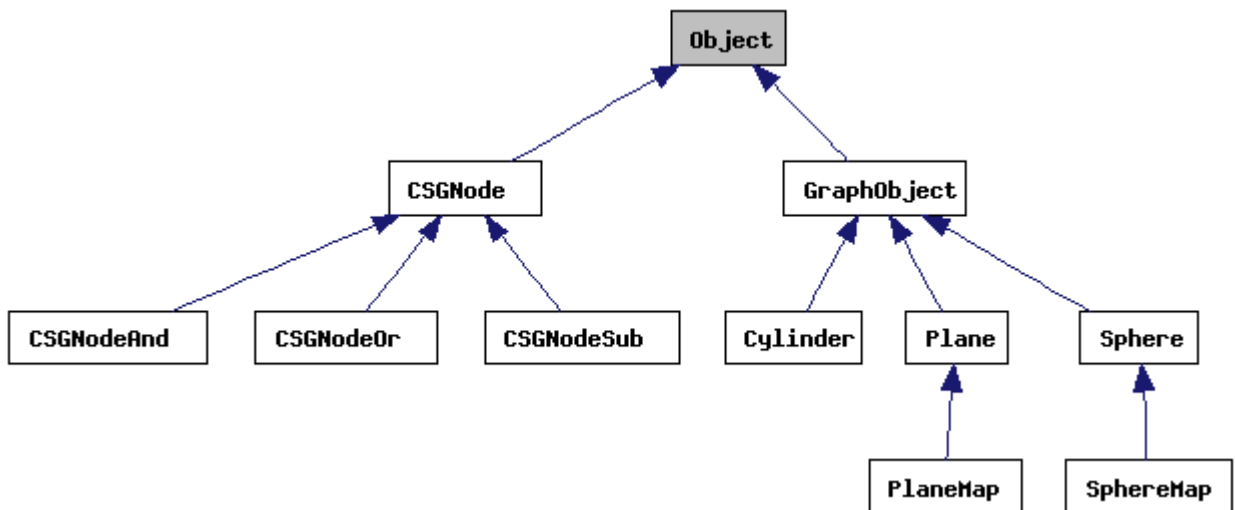 Object
CSGNode
GraphObject
CSGNodeAnd
CSGNodeOr
CSGNodeSub
Cylinder
Plane
Sphere
PlaneMap
SphereMap